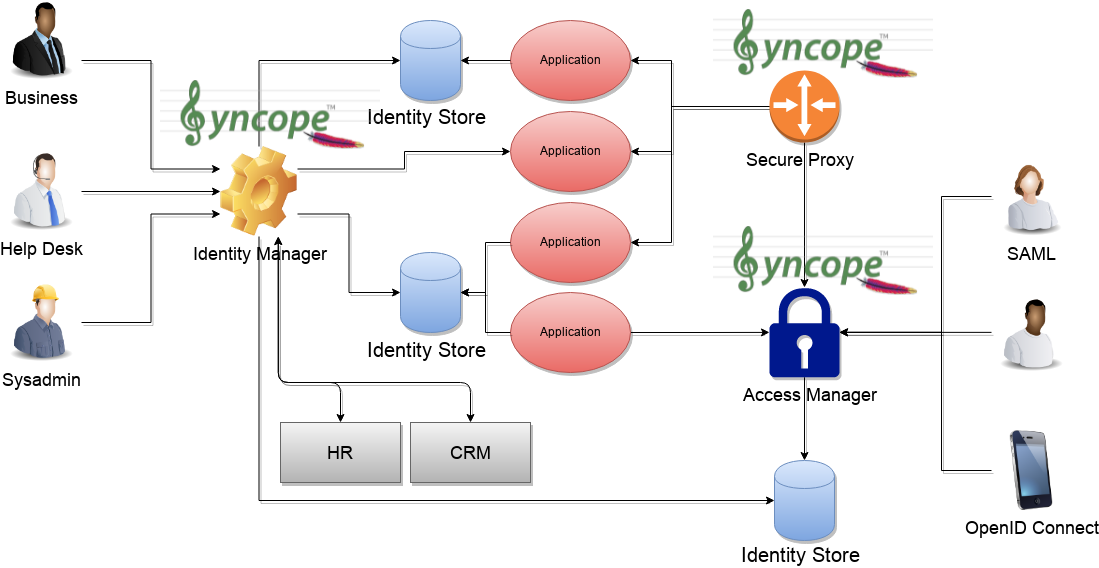 Business
Help Desk
Sysadmin
Syncope™
Identity Manager
Identity Store
Application
Application
Identity Store
Application
Application
HR
CRM
Syncope™
Secure Proxy
Syncope™
Access Manager
Identity Store
SAML
OpenID Connect